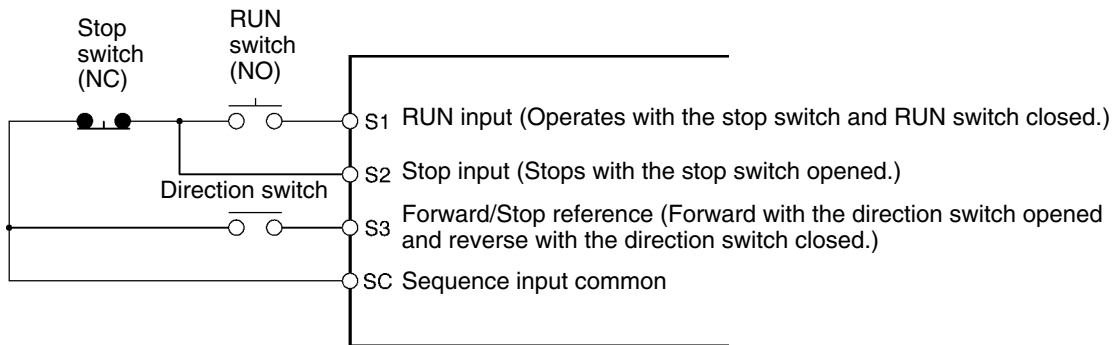 Stop
switch
(NC)
RUN
switch
(NO)
S1 RUN input (Operates with the stop switch and RUN switch closed.)
S2 Stop input (Stops with the stop switch opened.)
Direction switch
S3 Forward/Stop reference (Forward with the direction switch opened
and reverse with the direction switch closed.)
SC Sequence input common